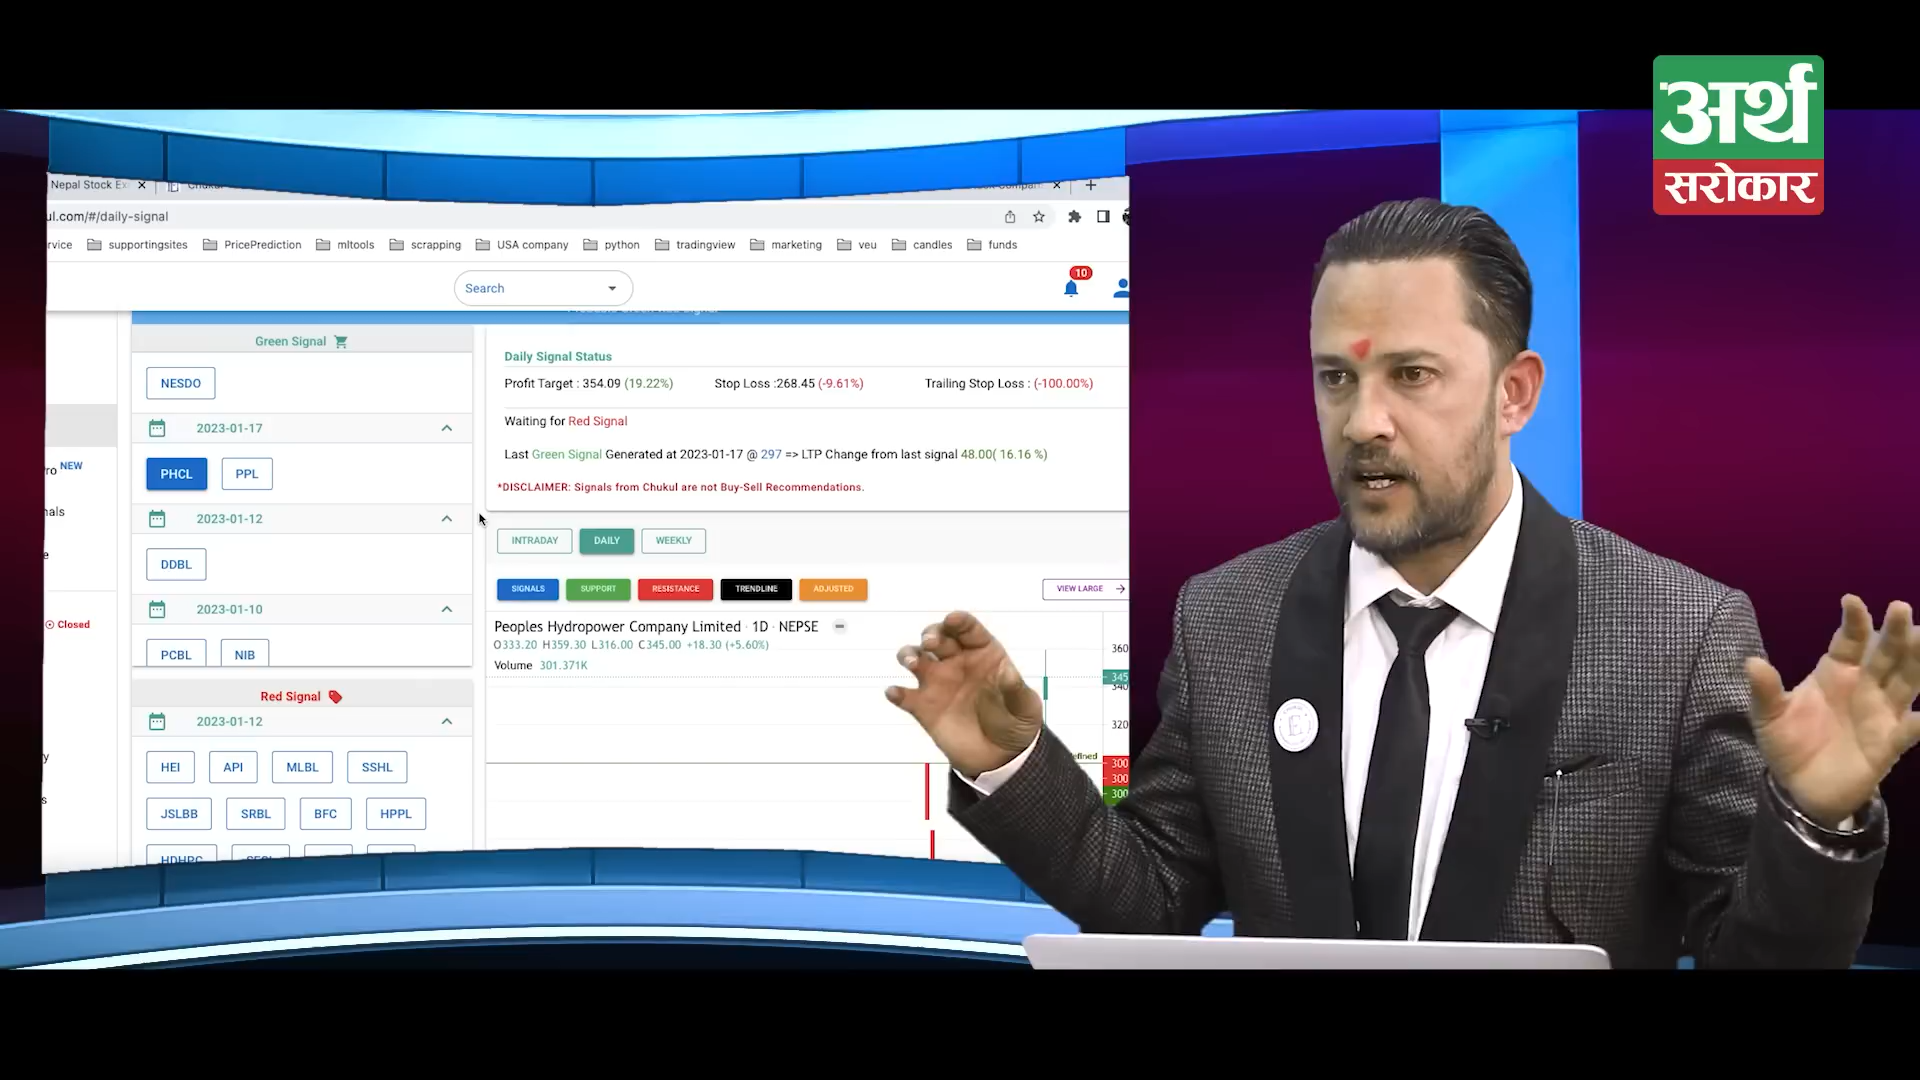 अर्थ
सरोकार
Nepal Stock Ex
ul.com/#/daily-signal
rvice supportingsites PricePrediction mltools scrapping USA company python tradingview marketing veu candles funds
Search
10
Green Signal
NESDO
2023-01-17
PHCL PPL
2023-01-12
DDBL
2023-01-10
PCBL NIB
Red Signal
2023-01-12
HEI API MLBL SSHL
JSLBB SRBL BFC HPPL
NEW
Closed
Daily Signal Status
Profit Target : 354.09 (19.22%) Stop Loss :268.45 (-9.61%) Trailing Stop Loss : (-100.00%)
Waiting for Red Signal
Last Green Signal Generated at 2023-01-17 @ 297 => LTP Change from last signal 48.00( 16.16 %)
*DISCLAIMER: Signals from Chukul are not Buy-Sell Recommendations.
INTRADAY DAILY WEEKLY
SIGNALS SUPPORT RESISTANCE TRENDLINE ADJUSTED VIEW LARGE
Peoples Hydropower Company Limited · 1D · NEPSE
O333.20 H359.30 L316.00 C345.00 +18.30 (+5.60%)
Volume 301.371K
360
345
340
320
300
300
300
E